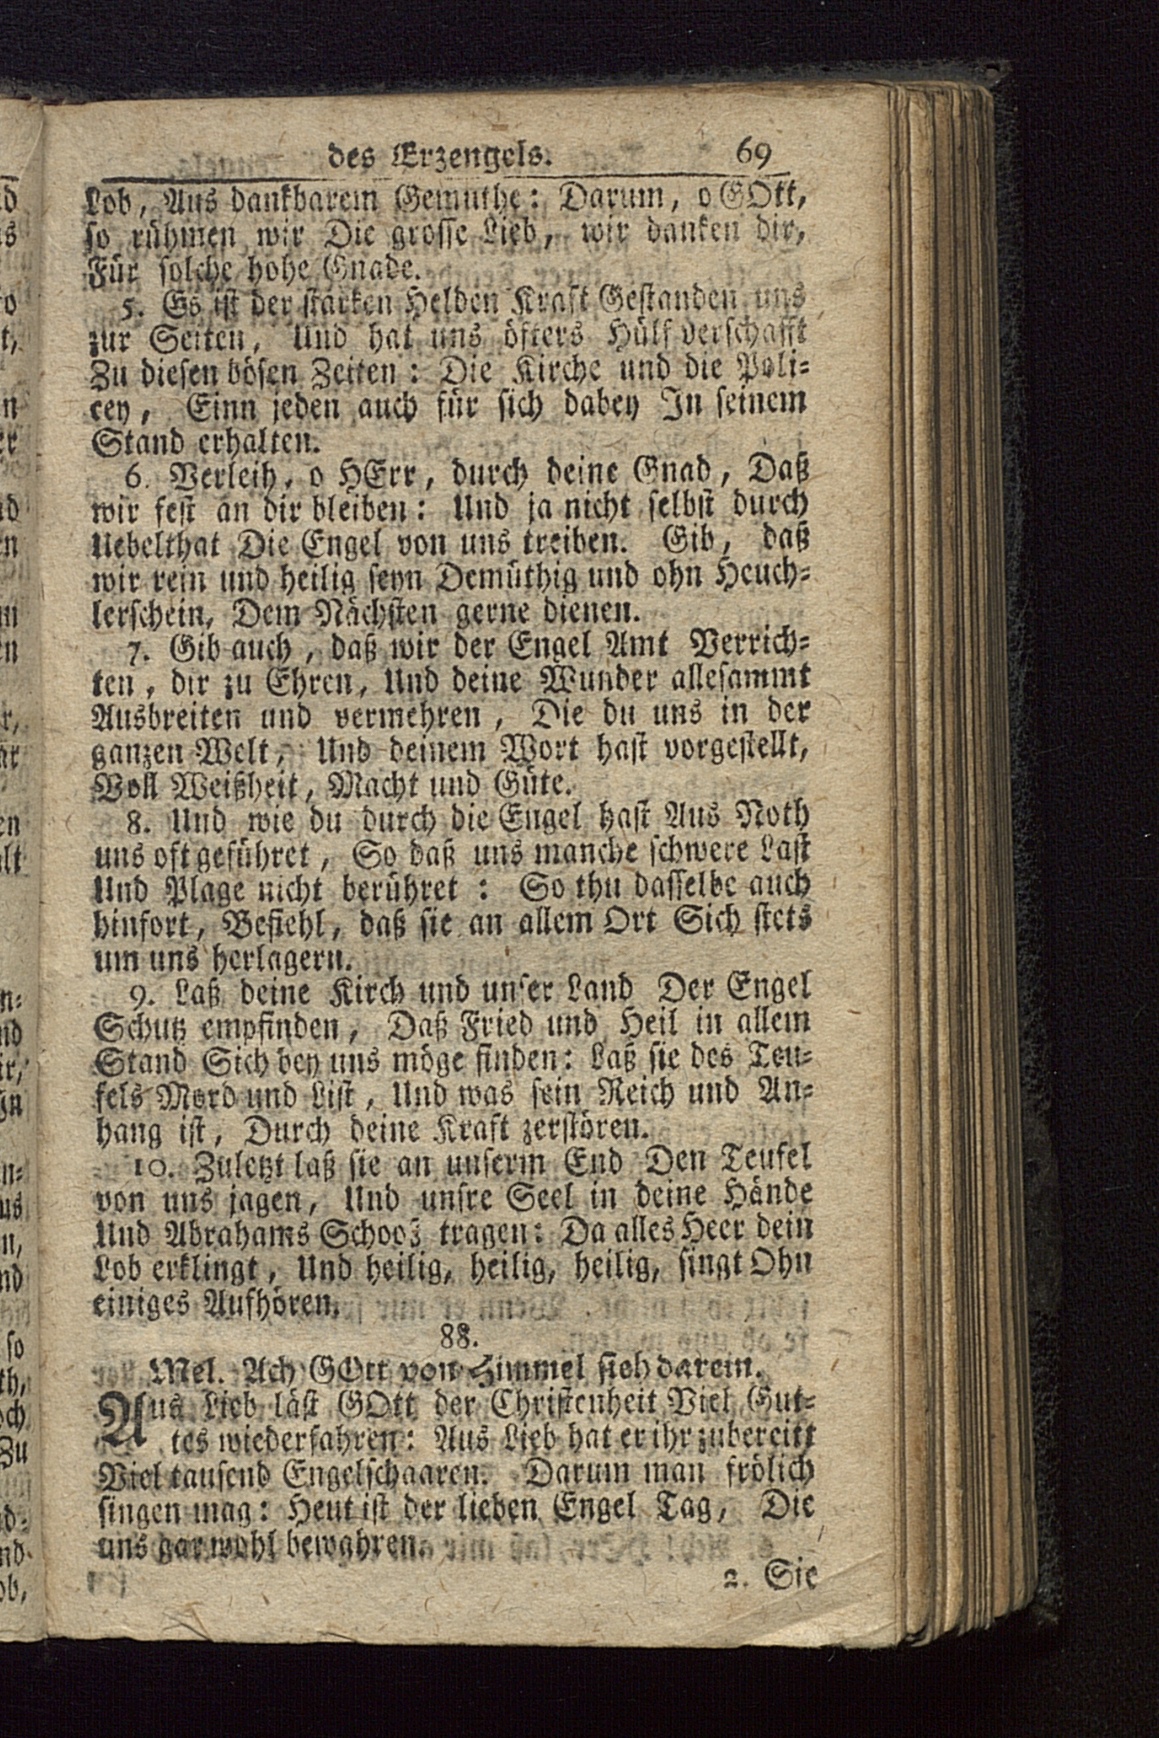 des Erzengels. 69
Lob, Aus dankbarem Gemuthe: Darum, o GOtt,
so rühmen wir Die grosse Lieb, wir danken dir,
Für solche hohe Gnade.
5. Es ist der starken Helden Kraft Gestanden uns
zur Seiten, Und hat uns öfters Hülf verschafft
Zu diesen bösen Zeiten: Die Kirche und die Poli-
cey, Einn jeden auch für sich dabey In seinem
Stand erhalten.
6. Verleih, o HErr, durch deine Gnad, Daß
wir fest an dir bleiben: Und ja nicht selbst durch
Uebelthat Die Engel von uns treiben. Gib, daß
wir rein und heilig seyn Demüthig und ohn Heuch-
lerschein, Dem Nächsten gerne dienen.
7. Gib auch, daß wir der Engel Amt Verrich-
ten, dir zu Ehren, Und deine Wunder allesammt
Ausbreiten und vermehren, Die du uns in der
ganzen Welt, Und deinem Wort hast vorgestellt,
Voll Weißheit, Macht und Güte.
8. Und wie du durch die Engel hast Aus Noth
uns oft geführet, So daß uns manche schwere Last
Und Plage nicht berühret: So thu dasselbe auch
hinfort, Befiehl, daß sie an allem Ort Sich stets
um uns herlagern.
9. Laß deine Kirch und unser Land Der Engel
Schutz empfinden, Daß Fried und Heil in allem
Stand Sich bey uns möge finden: Laß sie des Teu-
fels Mord und List, Und was sein Reich und An-
hang ist, Durch deine Kraft zerstören.
10. Zuletzt laß sie an unserm End Den Teufel
von uns jagen, Und unsre Seel in deine Hände
Und Abrahams Schooß tragen: Da alles Heer dein
Lob erklingt, Und heilig, heilig, heilig, singt Ohn
einiges Aufhören.
88.
Mel. Ach GOtt von Himmel sieh darein.
Aus Lieb läst GOtt der Christenheit Viel Gut-
tes wiederfahren: Aus Lieb hat er ihr zubereitt
Viel tausend Engelschaaren. Darum man frölich
singen mag: Heut ist der lieben Engel Tag, Die
uns gar wohl bewahren.
2. Sie